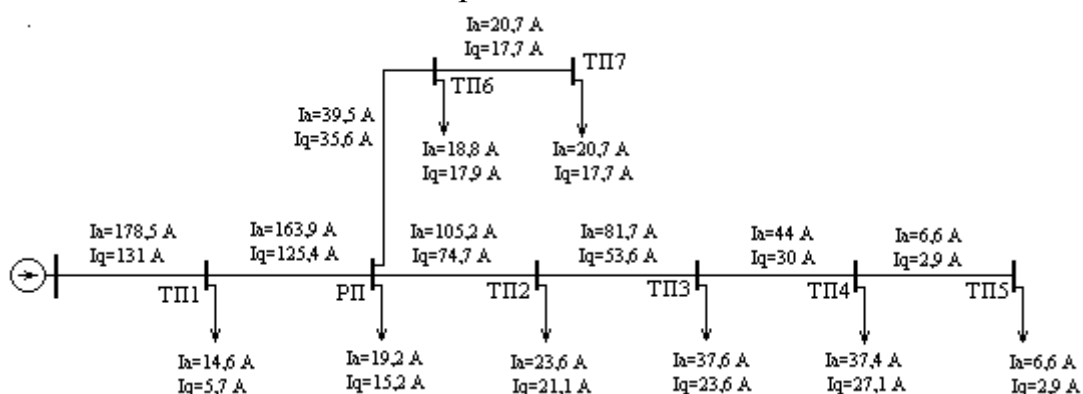 Ia=20,7 A
Iq=17,7 A
ТП7
ТП6
Ia=39,5 A
Iq=35,6 A
Ia=18,8 A
Iq=17,9 A
Ia=20,7 A
Iq=17,7 A
Ia=178,5 A
Iq=131 A
Ia=163,9 A
Iq=125,4 A
Ia=105,2 A
Iq=74,7 A
Ia=81,7 A
Iq=53,6 A
Ia=44 A
Iq=30 A
Ia=6,6 A
Iq=2,9 A
ТП1
РП
ТП2
ТП3
ТП4
ТП5
Ia=14,6 A
Iq=5,7 A
Ia=19,2 A
Iq=15,2 A
Ia=23,6 A
Iq=21,1 A
Ia=37,6 A
Iq=23,6 A
Ia=37,4 A
Iq=27,1 A
Ia=6,6 A
Iq=2,9 A